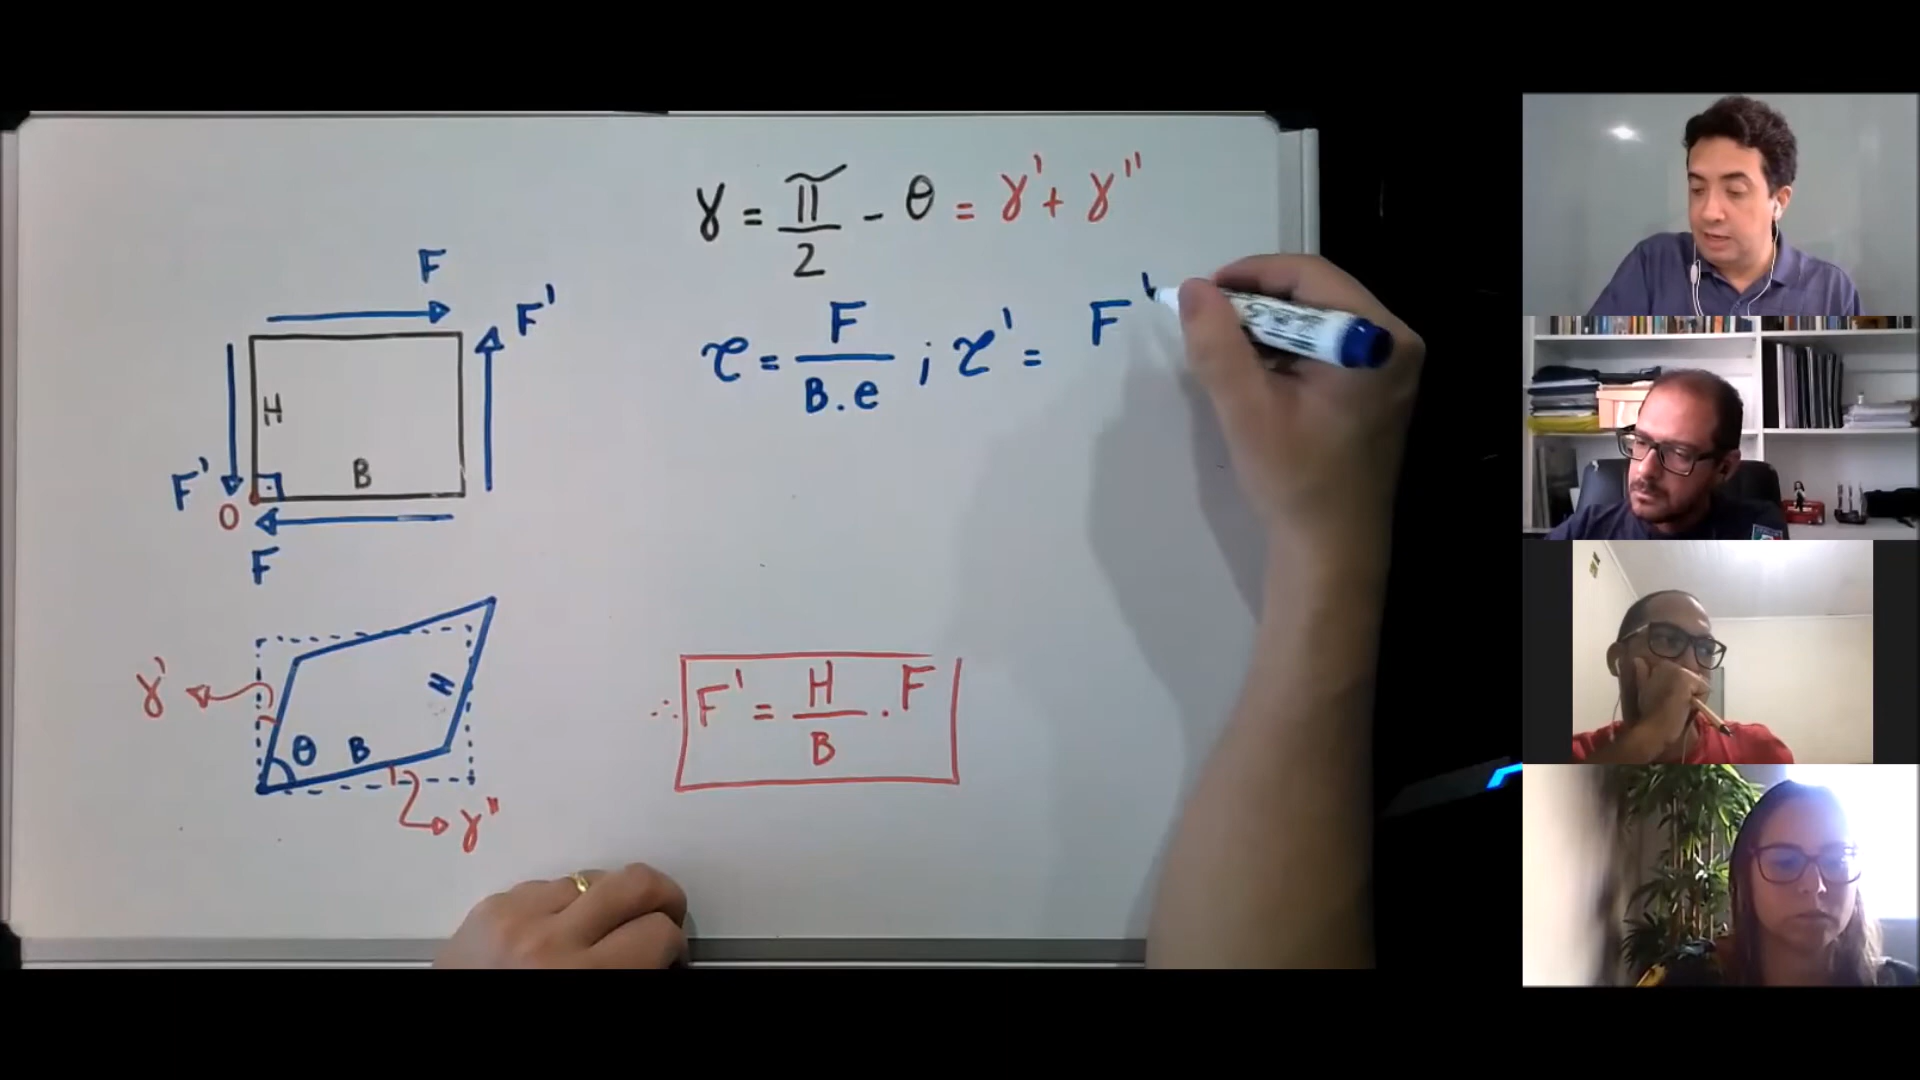 γ = π/2 - θ = γ' + γ''
F
F'
τ = F/B.e ; τ' = F'
H
B
F'
O
F
γ'
H
θ B
γ''
∴ F' = H/B . F